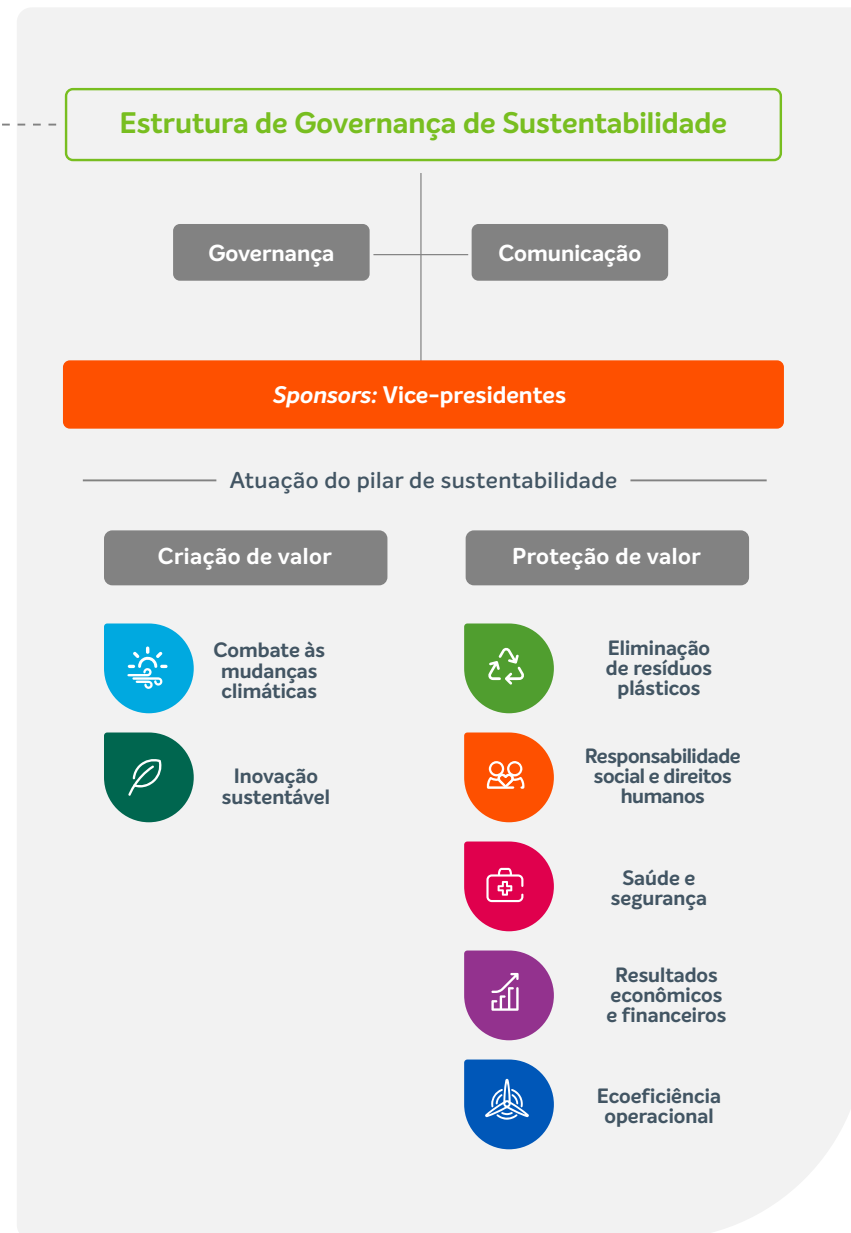 Estrutura de Governança de Sustentabilidade
Governança
Comunicação
Sponsors: Vice-presidentes
Atuação do pilar de sustentabilidade
Criação de valor
Combate às
mudanças
climáticas
Inovação
sustentável
Proteção de valor
Eliminação
de resíduos
plásticos
Responsabilidade
social e direitos
humanos
Saúde e
segurança
Resultados
econômicos
e financeiros
Ecoeficiência
operacional